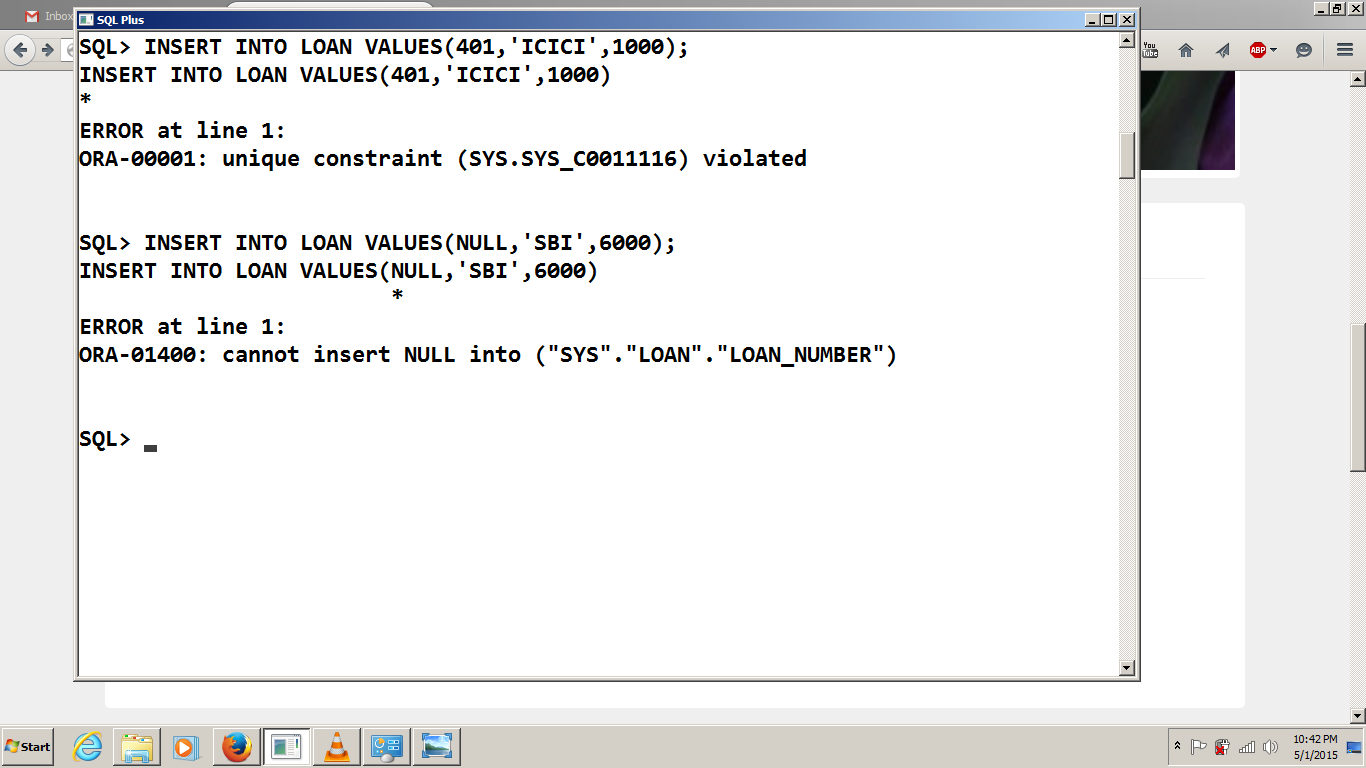 Inbox
SQL Plus
SQL> INSERT INTO LOAN VALUES(401,'ICICI',1000);
INSERT INTO LOAN VALUES(401,'ICICI',1000)
*
ERROR at line 1:
ORA-00001: unique constraint (SYS.SYS_C0011116) violated
SQL> INSERT INTO LOAN VALUES(NULL,'SBI',6000);
INSERT INTO LOAN VALUES(NULL,'SBI',6000)
*
ERROR at line 1:
ORA-01400: cannot insert NULL into ("SYS"."LOAN"."LOAN_NUMBER")
SQL>
You Tube
ABP
Start
10:42 PM
5/1/2015